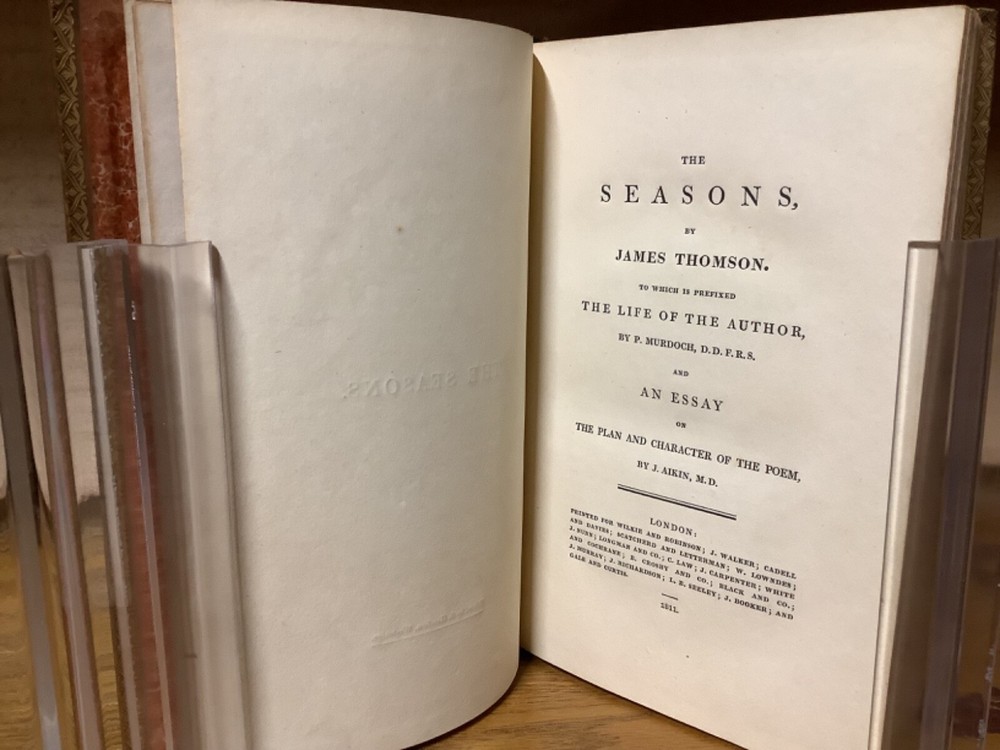 THE SEASONS.
THE
SEASONS,
BY
JAMES THOMSON.
TO WHICH IS PREFIXED
THE LIFE OF THE AUTHOR,
BY P. MURDOCH, D.D.F.R.S.
AND
AN ESSAY
ON
THE PLAN AND CHARACTER OF THE POEM,
BY J. AIKIN, M.D.
LONDON:
PRINTED FOR WILKIE AND ROBINSON; J. WALKER; CADELL
AND DAVIES; SCATCHERD AND LETTERMAN; W. LOWNDES;
J. NUNN; LONGMAN AND CO.; C. LAW; J. CARPENTER; WHITE
AND COCHRANE; B. CROSBY AND CO.; BLACK AND CO.;
J. MURRAY; J. RICHARDSON; L. B. SEELEY; J. BOOKER; AND
GALE AND CURTIS.
1811.